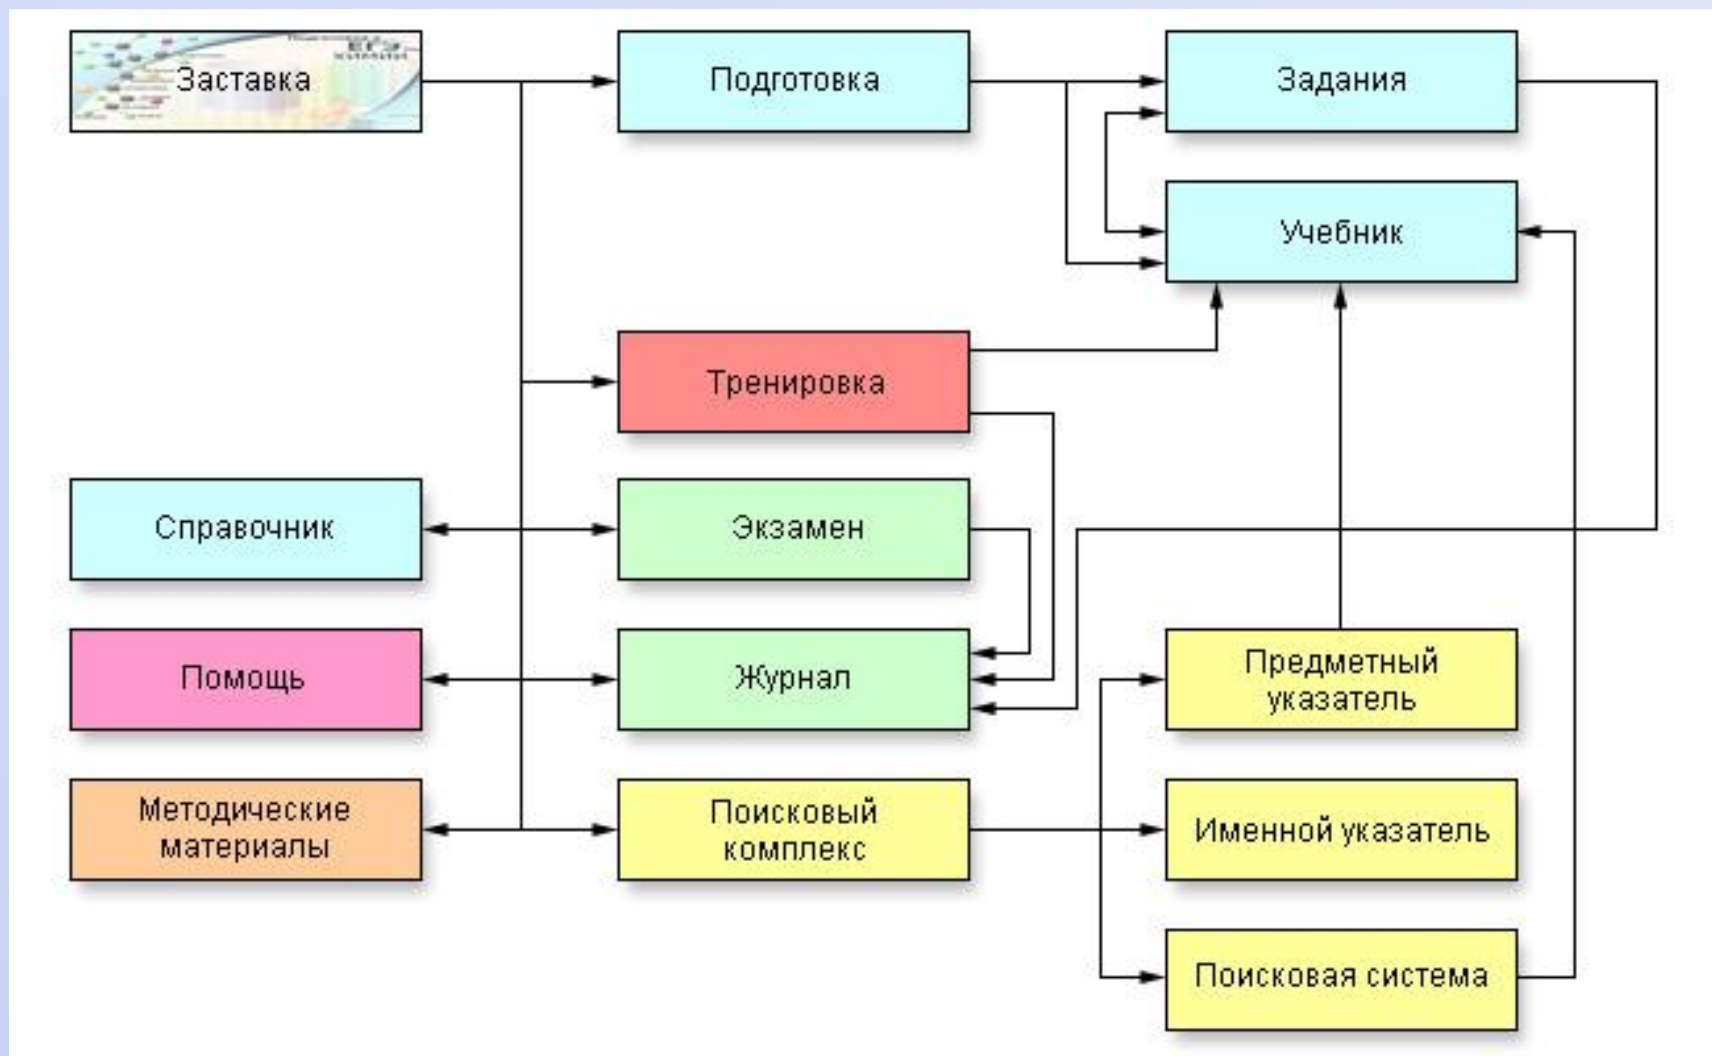 Заставка
Подготовка
Задания
ЕГЭ
Учебник
Тренировка
Справочник
Экзамен
Помощь
Журнал
Предметный
указатель
Методические
материалы
Поисковый
комплекс
Именной указатель
Поисковая система